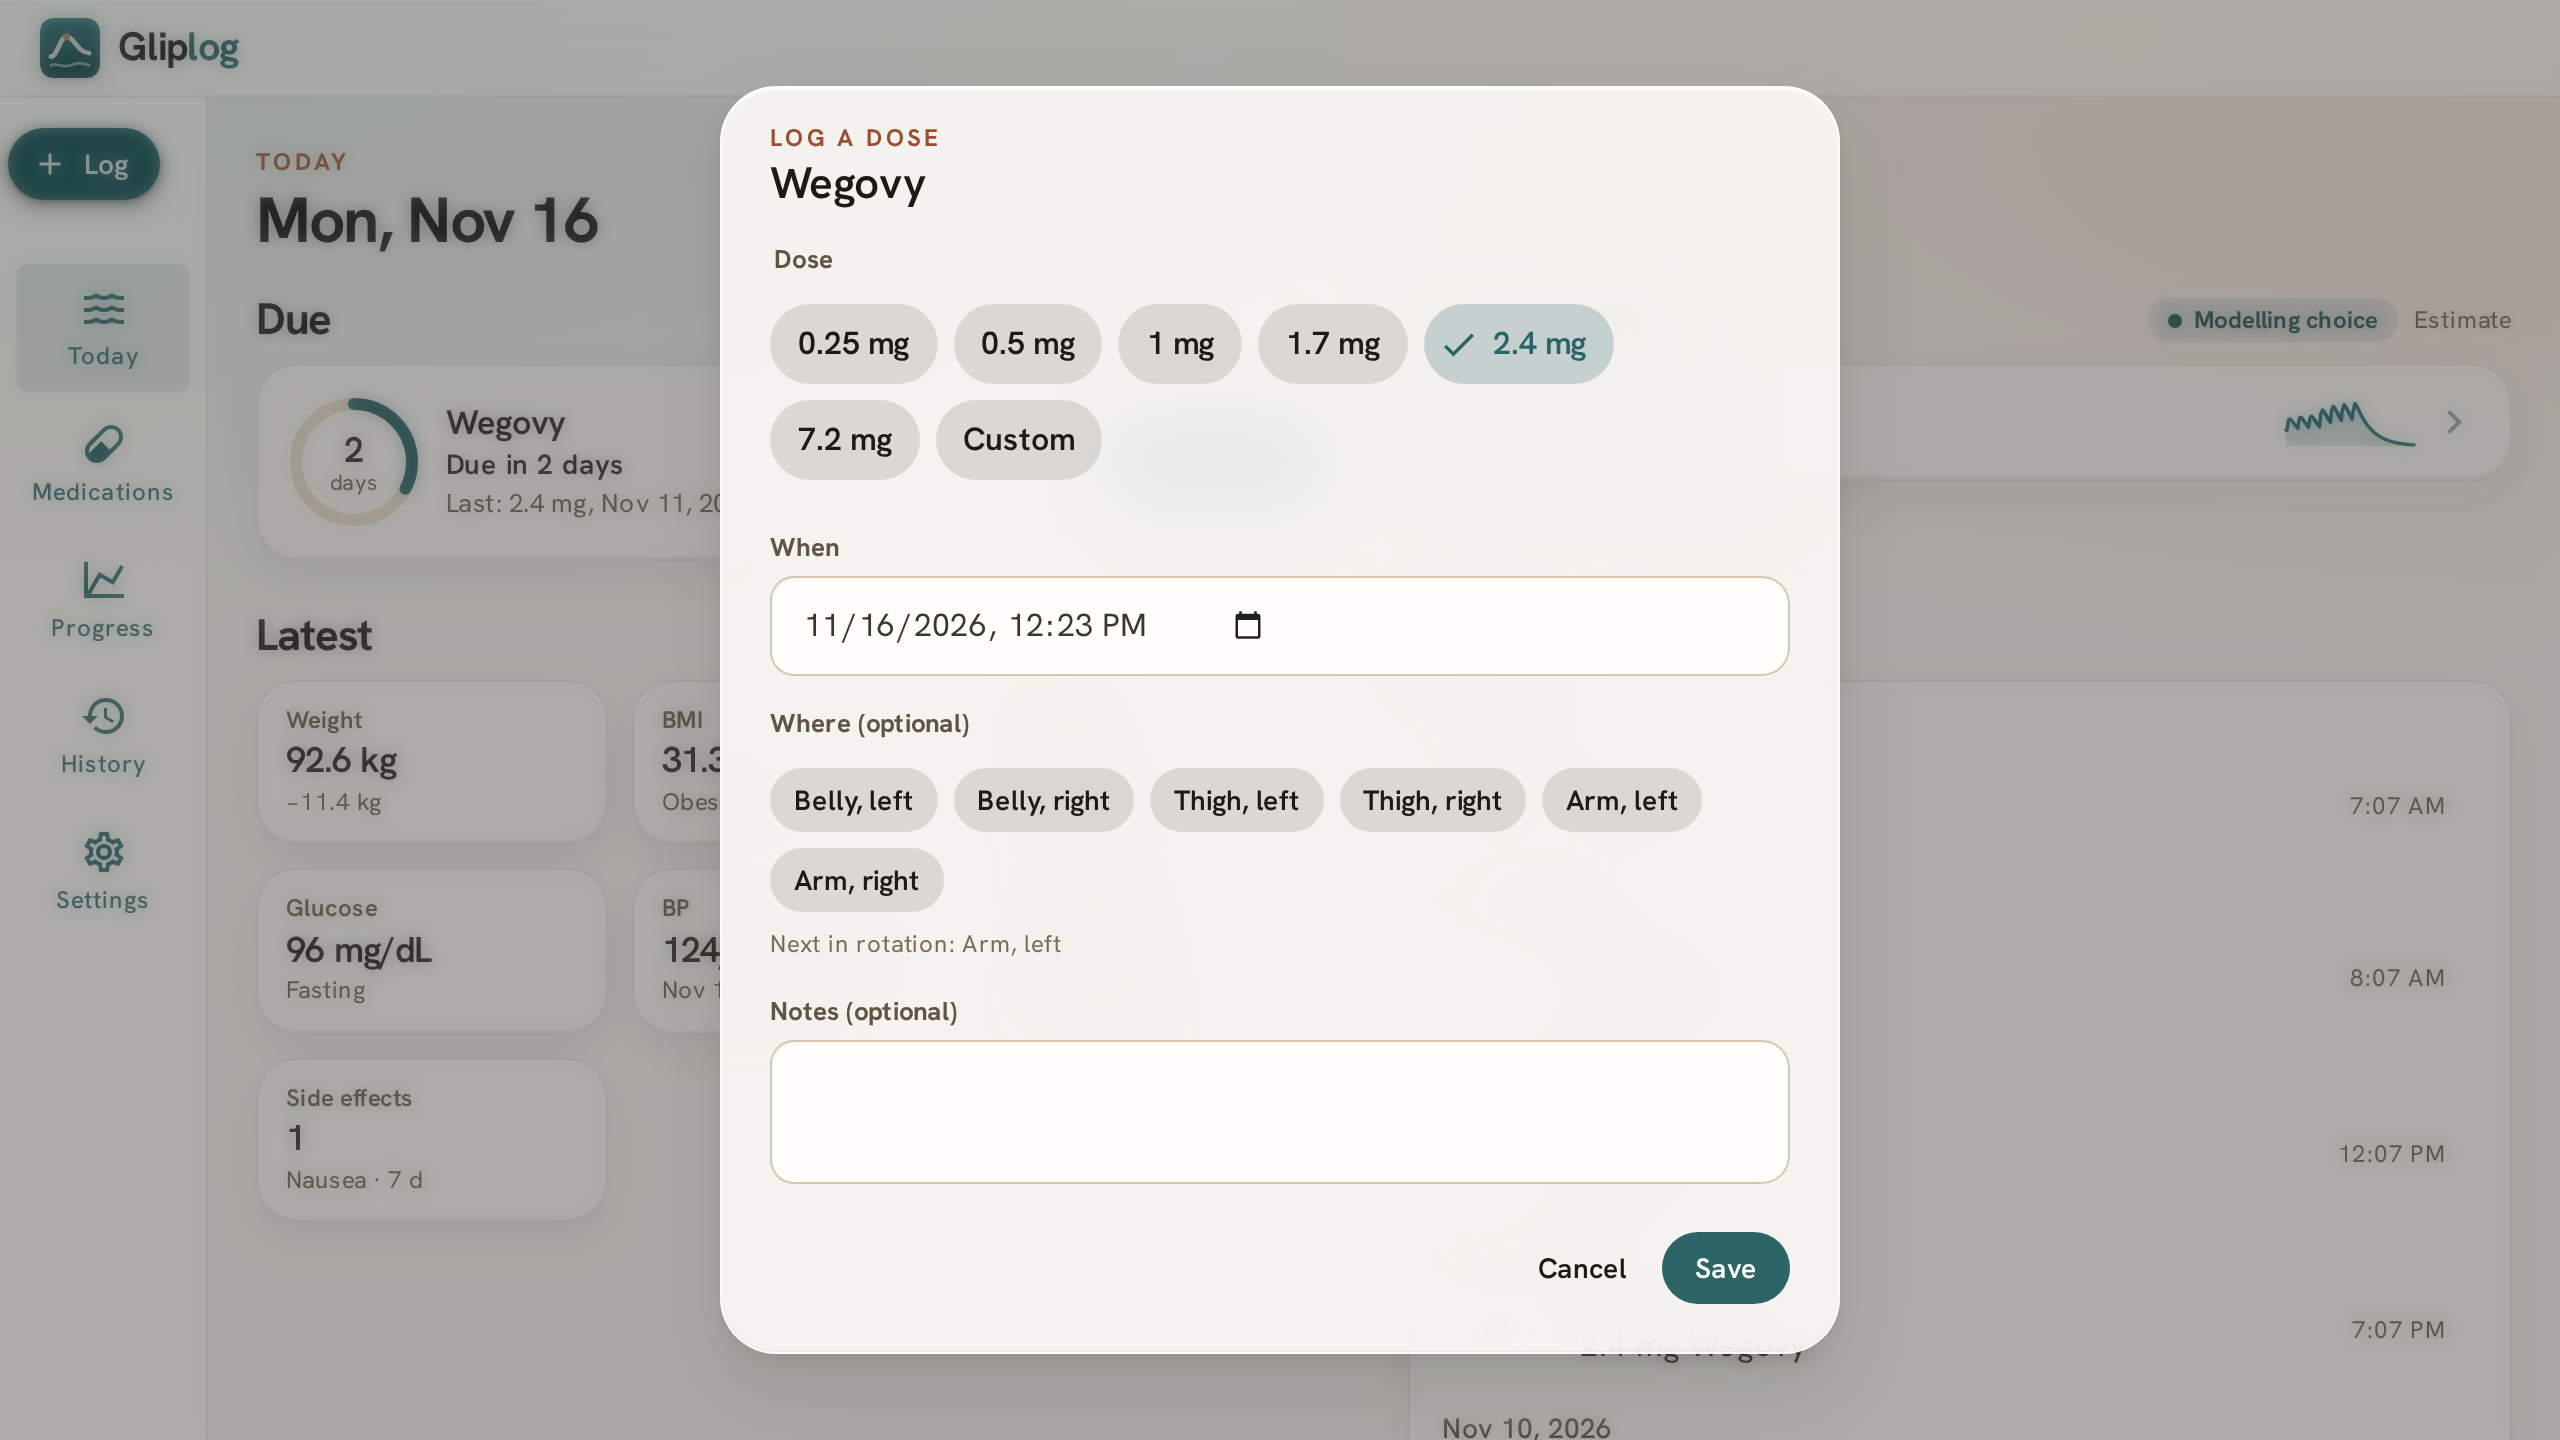 Gliplog
Log
Today
Medications
Progress
History
Settings
TODAY
Mon, Nov 16
Due
2
days
Wegovy
Due in 2 days
Last: 2.4 mg, Nov 11, 20
Modelling choice
Estimate
Latest
Weight
92.6 kg
−11.4 kg
BMI
31.3
Obes
Glucose
96 mg/dL
Fasting
BP
124
Nov 1
Side effects
1
Nausea · 7 d
7:07 AM
8:07 AM
12:07 PM
7:07 PM
2.4 mg Wegovy
Nov 10, 2026
LOG A DOSE
Wegovy
Dose
0.25 mg
0.5 mg
1 mg
1.7 mg
2.4 mg
7.2 mg
Custom
When
11/16/2026, 12:23 PM
Where (optional)
Belly, left
Belly, right
Thigh, left
Thigh, right
Arm, left
Arm, right
Next in rotation: Arm, left
Notes (optional)
Cancel
Save